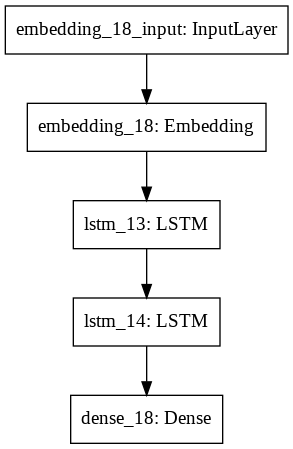 embedding_18_input: InputLayer
embedding_18: Embedding
lstm_13: LSTM
lstm_14: LSTM
dense_18: Dense